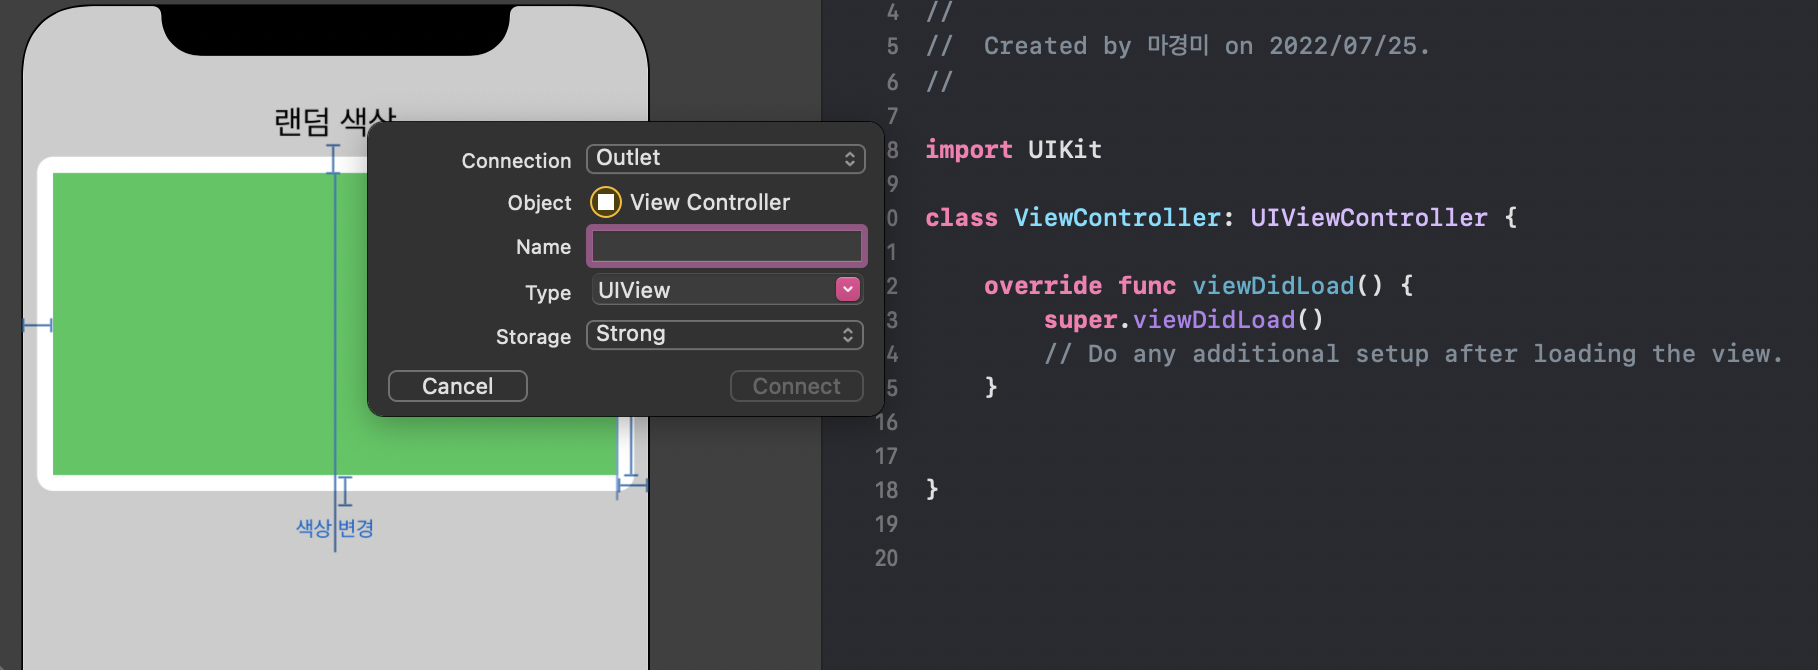 랜덤 색상
색상 변경
Connection Outlet
Object View Controller
Name
Type UIView
Storage Strong
Cancel Connect
4 //
5 //  Created by 마경미 on 2022/07/25.
6 //
7
8 import UIKit
9
0 class ViewController: UIViewController {
1
2     override func viewDidLoad() {
3         super.viewDidLoad()
4         // Do any additional setup after loading the view.
5     }
16
17
18 }
19
20